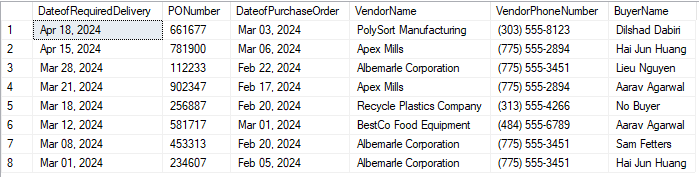 DateofRequiredDelivery PONumber DateofPurchaseOrder VendorName VendorPhoneNumber BuyerName
1 Apr 18, 2024 661677 Mar 03, 2024 PolySort Manufacturing (303) 555-8123 Dilshad Dabiri
2 Apr 15, 2024 781900 Mar 06, 2024 Apex Mills (775) 555-2894 Hai Jun Huang
3 Mar 28, 2024 112233 Feb 22, 2024 Albemarle Corporation (775) 555-3451 Lieu Nguyen
4 Mar 21, 2024 902347 Feb 17, 2024 Apex Mills (775) 555-2894 Aarav Agarwal
5 Mar 18, 2024 256887 Feb 20, 2024 Recycle Plastics Company (313) 555-4266 No Buyer
6 Mar 12, 2024 581717 Mar 01, 2024 BestCo Food Equipment (484) 555-6789 Aarav Agarwal
7 Mar 08, 2024 453313 Feb 20, 2024 Albemarle Corporation (775) 555-3451 Sam Fetters
8 Mar 01, 2024 234607 Feb 05, 2024 Albemarle Corporation (775) 555-3451 Hai Jun Huang